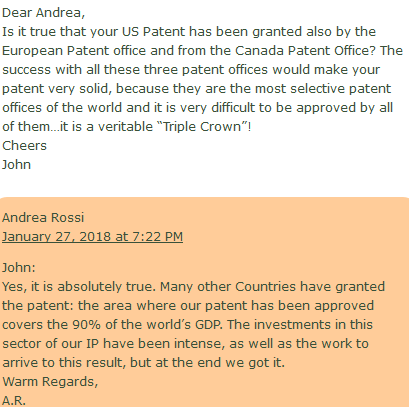 Dear Andrea,
Is it true that your US Patent has been granted also by the
European Patent office and from the Canada Patent Office? The
success with all these three patent offices would make your
patent very solid, because they are the most selective patent
offices of the world and it is very difficult to be approved by all
of them…it is a veritable “Triple Crown”!
Cheers
John
Andrea Rossi
January 27, 2018 at 7:22 PM
John:
Yes, it is absolutely true. Many other Countries have granted
the patent: the area where our patent has been approved
covers the 90% of the world’s GDP. The investments in this
sector of our IP have been intense, as well as the work to
arrive to this result, but at the end we got it.
Warm Regards,
A.R.